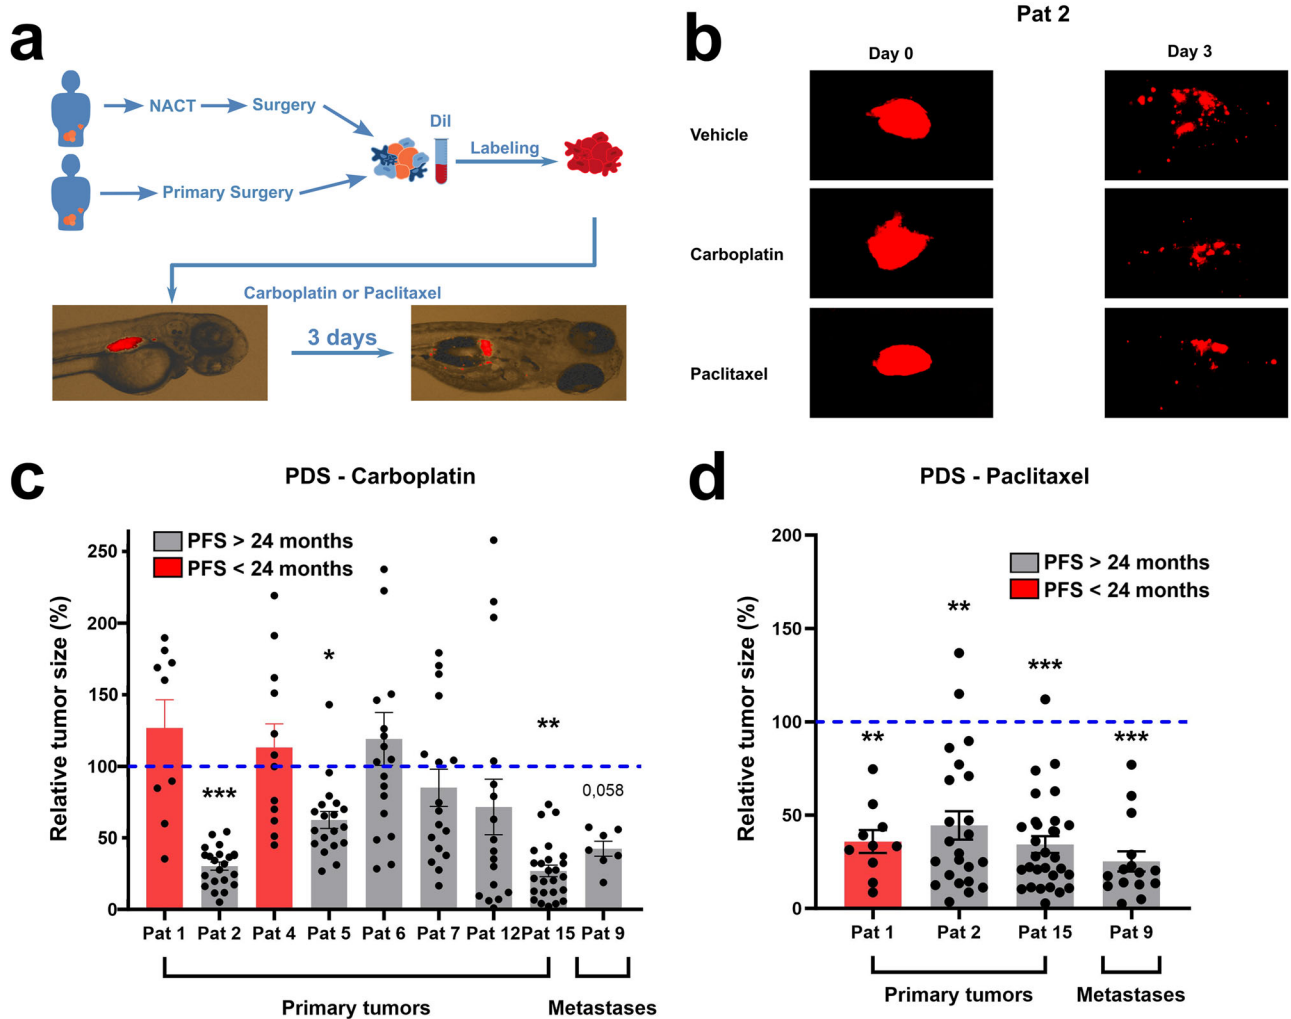 a
NACT
Surgery
DiI
Labeling
Primary Surgery
Carboplatin or Paclitaxel
3 days
b
Pat 2
Day 0
Day 3
Vehicle
Carboplatin
Paclitaxel
c
PDS - Carboplatin
PFS > 24 months
PFS < 24 months
Relative tumor size (%)
250
200
150
100
50
0
***
*
**
0,058
Pat 1
Pat 2
Pat 4
Pat 5
Pat 6
Pat 7
Pat 12
Pat 15
Pat 9
Primary tumors
Metastases
d
PDS - Paclitaxel
PFS > 24 months
PFS < 24 months
Relative tumor size (%)
200
150
100
50
0
**
**
***
***
Pat 1
Pat 2
Pat 15
Pat 9
Primary tumors
Metastases